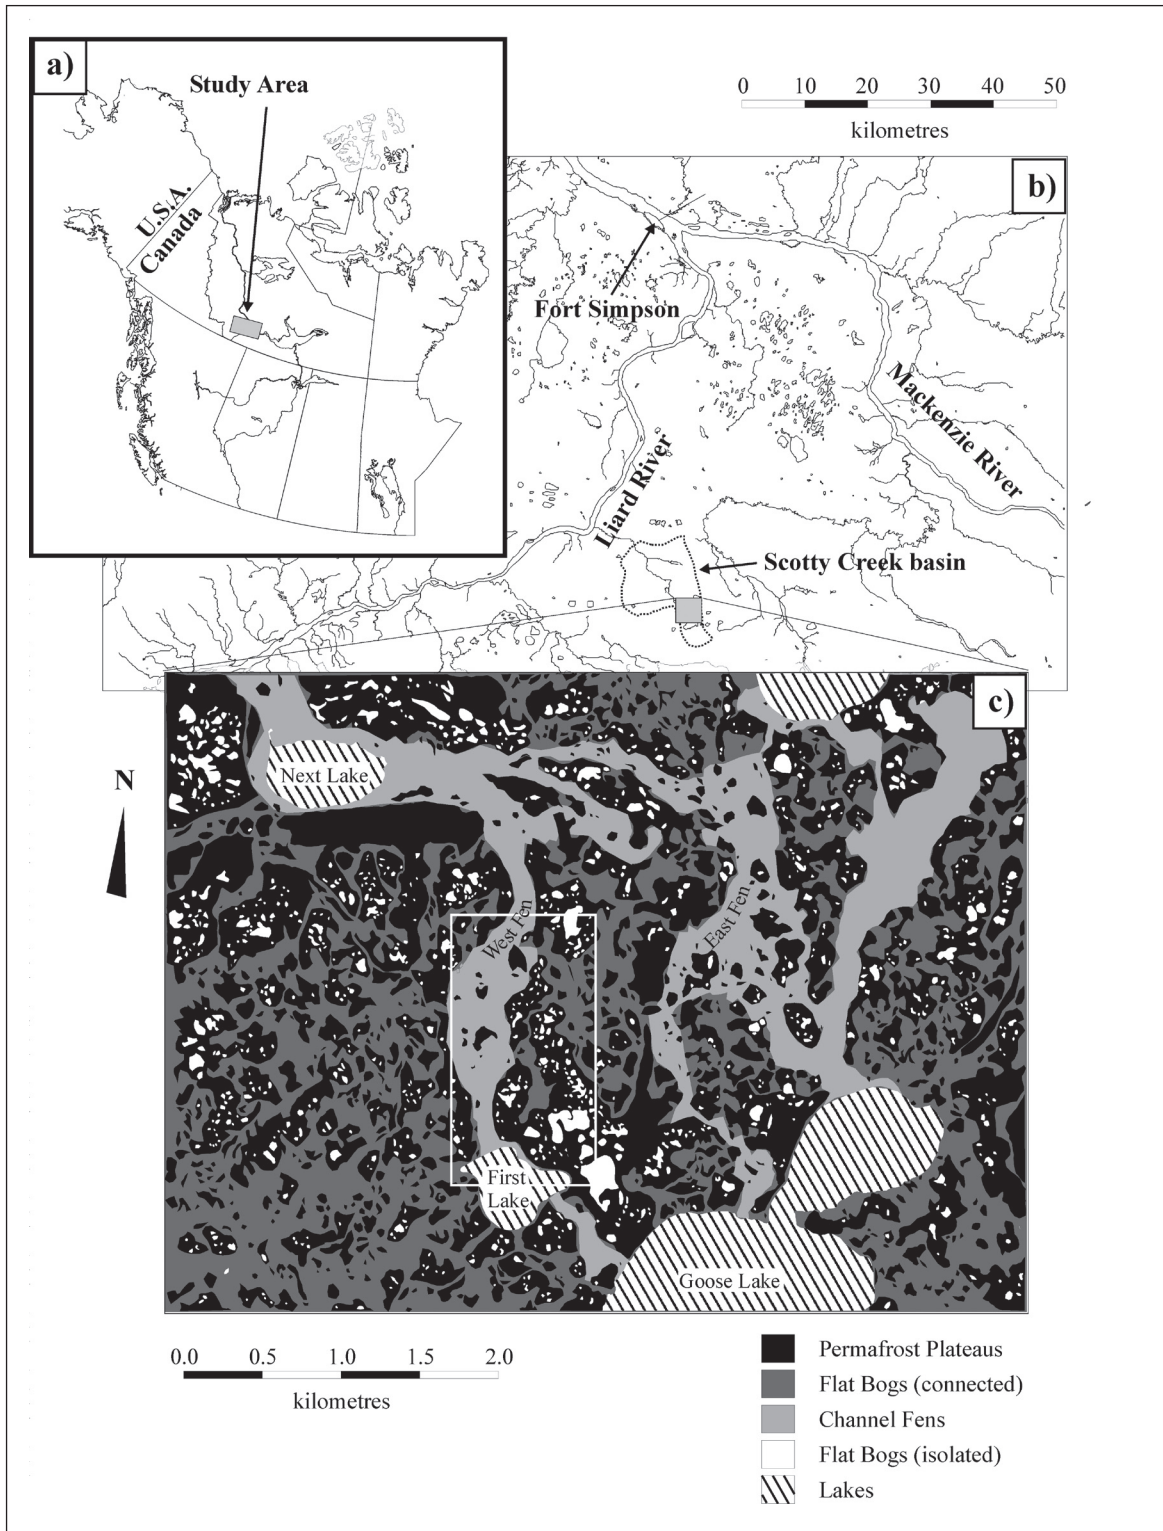 a)
Study Area
U.S.A.
Canada
0 10 20 30 40 50
kilometres
b)
Fort Simpson
Mackenzie River
Liard River
Scotty Creek basin
c)
N
Next Lake
West Fen
East Fen
First
Lake
Goose Lake
0.0 0.5 1.0 1.5 2.0
kilometres
Permafrost Plateaus
Flat Bogs (connected)
Channel Fens
Flat Bogs (isolated)
Lakes